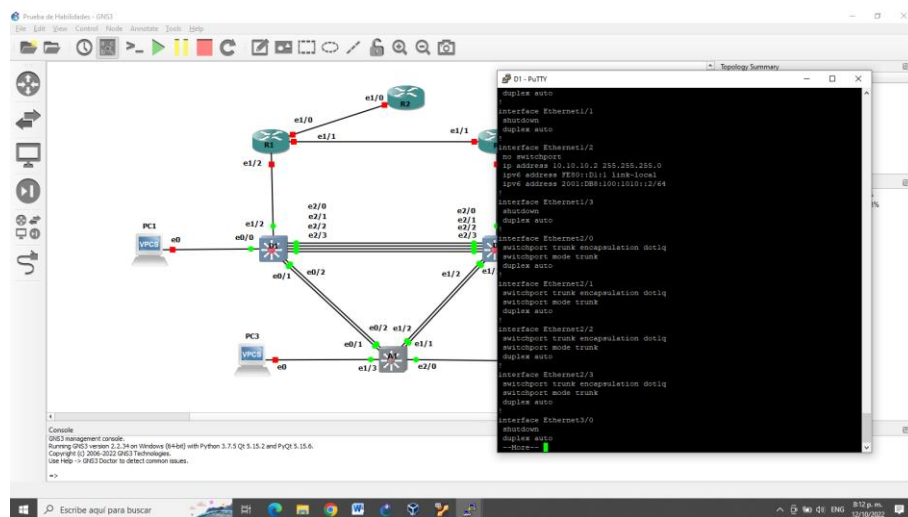 Prueba de Habilidades - GNS3
File Edit View Control Node Annotate Tools Help
Topology Summary
R2
e1/0
e1/0
R1
e1/1
e1/1
e1/2
e1/2
PC1
VPCS
e0
e0/0
e2/0
e2/1
e2/2
e2/3
e2/0
e2/1
e2/2
e2/3
e0/1
e0/2
e1/2
e0/2
e1/2
e0/1
e1/1
PC3
VPCS
e0
e1/3
A1
e2/0
D1 - PuTTY
duplex auto
!
interface Ethernet1/1
shutdown
duplex auto
!
interface Ethernet1/2
no switchport
ip address 10.10.10.2 255.255.255.0
ipv6 address FE80::D1:1 link-local
ipv6 address 2001:DB8:100:1010::2/64
!
interface Ethernet1/3
shutdown
duplex auto
!
interface Ethernet2/0
switchport trunk encapsulation dot1q
switchport mode trunk
duplex auto
!
interface Ethernet2/1
switchport trunk encapsulation dot1q
switchport mode trunk
duplex auto
!
interface Ethernet2/2
switchport trunk encapsulation dot1q
switchport mode trunk
duplex auto
!
interface Ethernet2/3
switchport trunk encapsulation dot1q
switchport mode trunk
duplex auto
!
interface Ethernet3/0
shutdown
duplex auto
--More--
Console
GNS3 management console.
Running GNS3 version 2.2.34 on Windows (64-bit) with Python 3.7.5 Qt 5.15.2 and PyQt 5.15.6.
Copyright (c) 2006-2022 GNS3 Technologies.
Use Help -> GNS3 Doctor to detect common issues.
=>
Escribe aquí para buscar
ENG
8:12 p. m.
12/10/2022